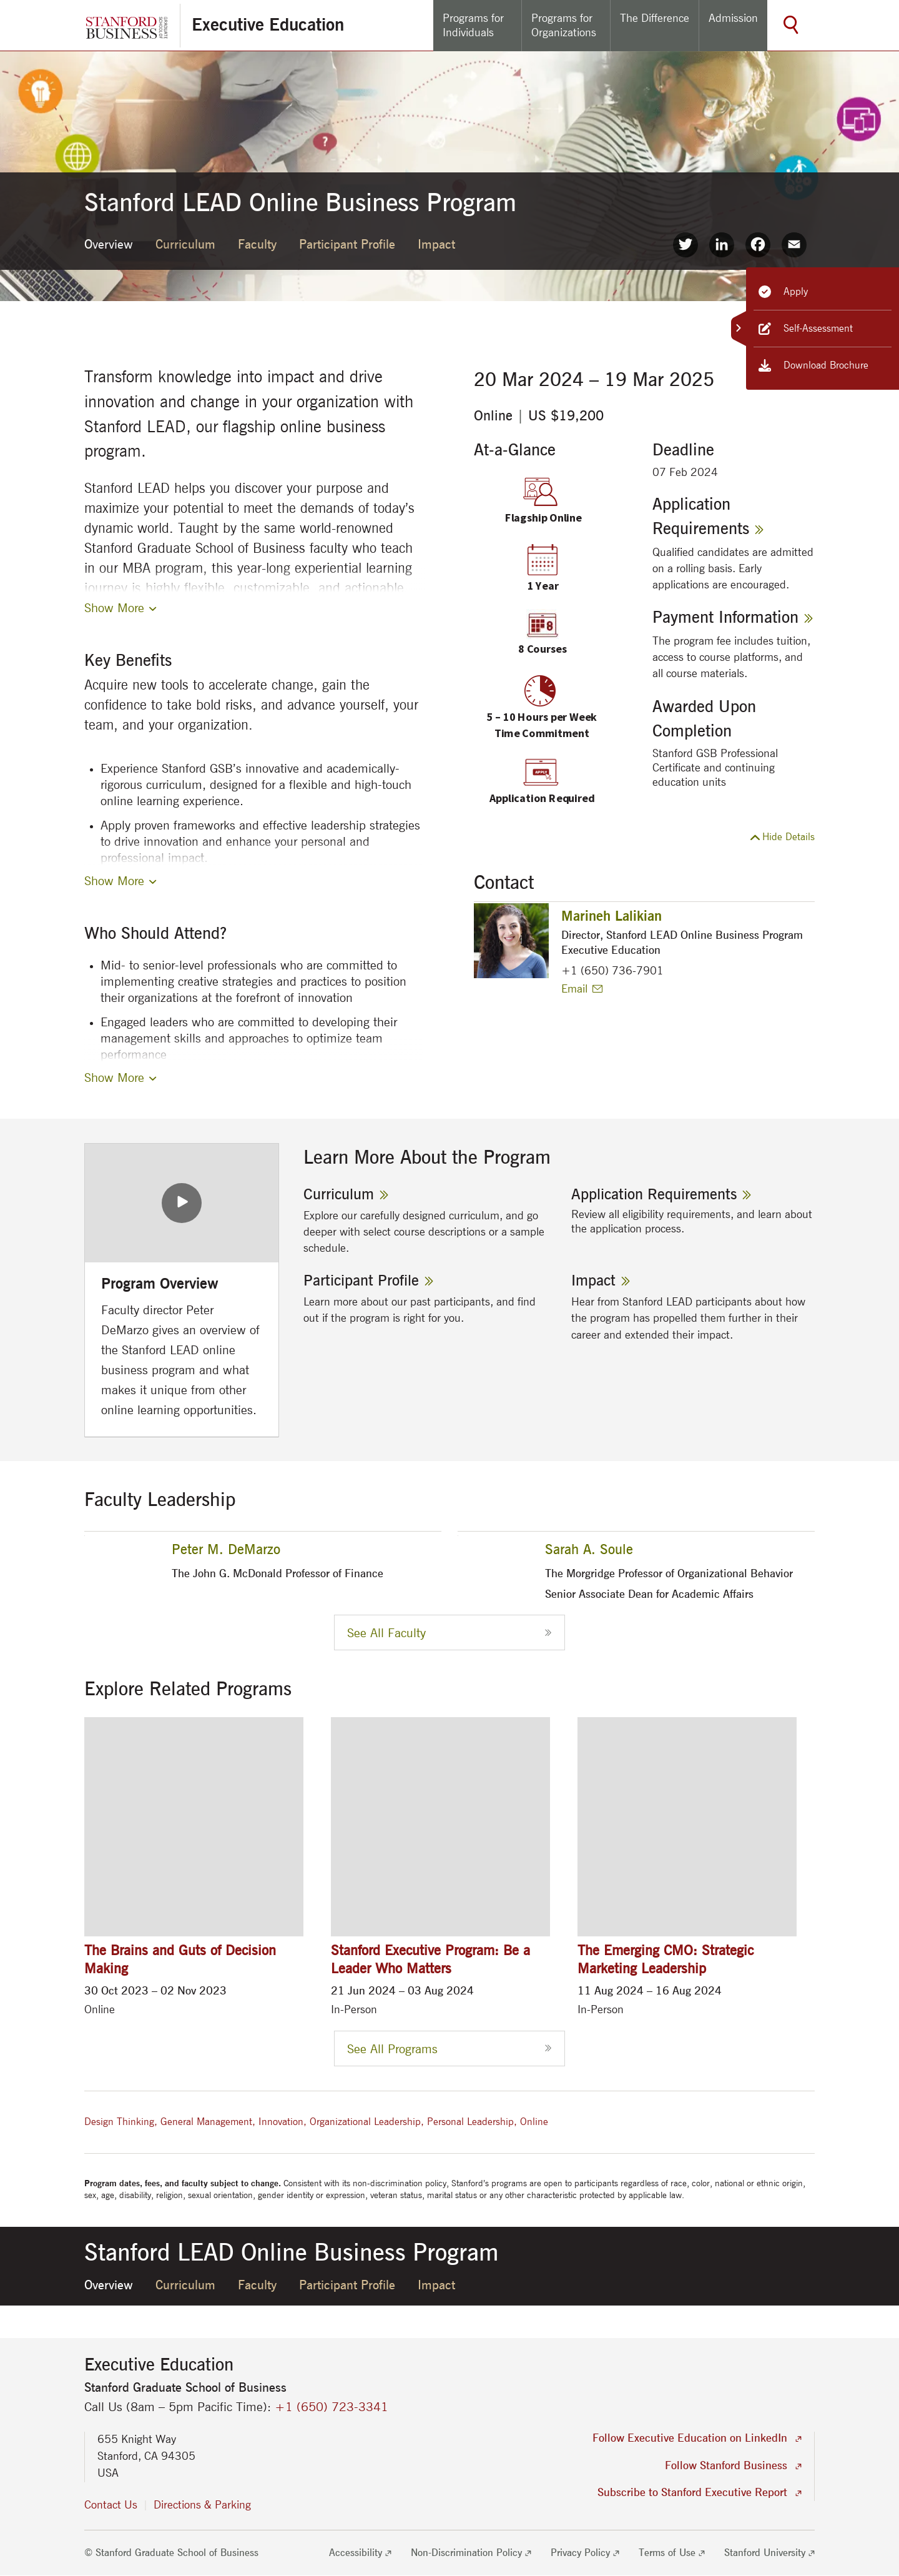 STANFORD
BUSINESS
GRADUATE
SCHOOL OF
BUSINESS
Executive Education
Programs for
Individuals
Programs for
Organizations
The Difference
Admission
?
Stanford LEAD Online Business Program
Overview
Curriculum
Faculty
Participant Profile
Impact
Apply
Self-Assessment
Download Brochure
Transform knowledge into impact and drive
innovation and change in your organization with
Stanford LEAD, our flagship online business
program.
Stanford LEAD helps you discover your purpose and
maximize your potential to meet the demands of today's
dynamic world. Taught by the same world-renowned
Stanford Graduate School of Business faculty who teach
in our MBA program, this year-long experiential learning
journey is highly flexible, customizable, and actionable
Show More
Key Benefits
Acquire new tools to accelerate change, gain the
confidence to take bold risks, and advance yourself, your
team, and your organization.
• Experience Stanford GSB's innovative and academically-
rigorous curriculum, designed for a flexible and high-touch
online learning experience.
• Apply proven frameworks and effective leadership strategies
to drive innovation and enhance your personal and
professional impact.
Show More
Who Should Attend?
• Mid- to senior-level professionals who are committed to
implementing creative strategies and practices to position
their organizations at the forefront of innovation
• Engaged leaders who are committed to developing their
management skills and approaches to optimize team
performance
Show More
20 Mar 2024 – 19 Mar 2025
Online | US $19,200
At-a-Glance
Flagship Online
1 Year
8
8 Courses
5 – 10 Hours per Week
Time Commitment
APPLY
Application Required
Deadline
07 Feb 2024
Application
Requirements
Qualified candidates are admitted
on a rolling basis. Early
applications are encouraged.
Payment Information
The program fee includes tuition,
access to course platforms, and
all course materials.
Awarded Upon
Completion
Stanford GSB Professional
Certificate and continuing
education units
Hide Details
Contact
Marineh Lalikian
Director, Stanford LEAD Online Business Program
Executive Education
+1 (650) 736-7901
Email
Program Overview
Faculty director Peter
DeMarzo gives an overview of
the Stanford LEAD online
business program and what
makes it unique from other
online learning opportunities.
Learn More About the Program
Curriculum
Explore our carefully designed curriculum, and go
deeper with select course descriptions or a sample
schedule.
Application Requirements
Review all eligibility requirements, and learn about
the application process.
Participant Profile
Learn more about our past participants, and find
out if the program is right for you.
Impact
Hear from Stanford LEAD participants about how
the program has propelled them further in their
career and extended their impact.
Faculty Leadership
Peter M. DeMarzo
The John G. McDonald Professor of Finance
Sarah A. Soule
The Morgridge Professor of Organizational Behavior
Senior Associate Dean for Academic Affairs
See All Faculty
Explore Related Programs
The Brains and Guts of Decision
Making
30 Oct 2023 – 02 Nov 2023
Online
Stanford Executive Program: Be a
Leader Who Matters
21 Jun 2024 – 03 Aug 2024
In-Person
The Emerging CMO: Strategic
Marketing Leadership
11 Aug 2024 – 16 Aug 2024
In-Person
See All Programs
Design Thinking, General Management, Innovation, Organizational Leadership, Personal Leadership, Online
Program dates, fees, and faculty subject to change. Consistent with its non-discrimination policy, Stanford's programs are open to participants regardless of race, color, national or ethnic origin,
sex, age, disability, religion, sexual orientation, gender identity or expression, veteran status, marital status or any other characteristic protected by applicable law.
Stanford LEAD Online Business Program
Overview
Curriculum
Faculty
Participant Profile
Impact
Executive Education
Stanford Graduate School of Business
Call Us (8am – 5pm Pacific Time): +1 (650) 723-3341
655 Knight Way
Stanford, CA 94305
USA
Contact Us | Directions & Parking
Follow Executive Education on LinkedIn
Follow Stanford Business
Subscribe to Stanford Executive Report
© Stanford Graduate School of Business
Accessibility
Non-Discrimination Policy
Privacy Policy
Terms of Use
Stanford University